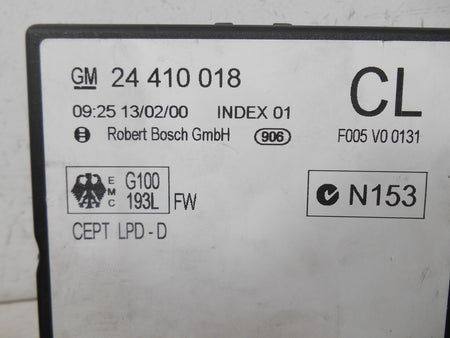 GM 24 410 018 CL
09:25 13/02/00 INDEX 01
Robert Bosch GmbH 906 F005 V0 0131
EMC G100 193L FW
N153
CEPT LPD - D